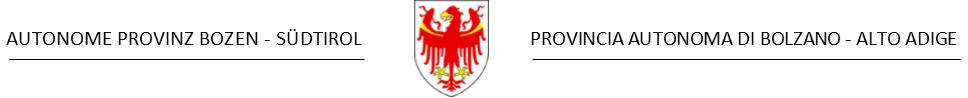 AUTONOME PROVINZ BOZEN - SÜDTIROL
PROVINCIA AUTONOMA DI BOLZANO - ALTO ADIGE